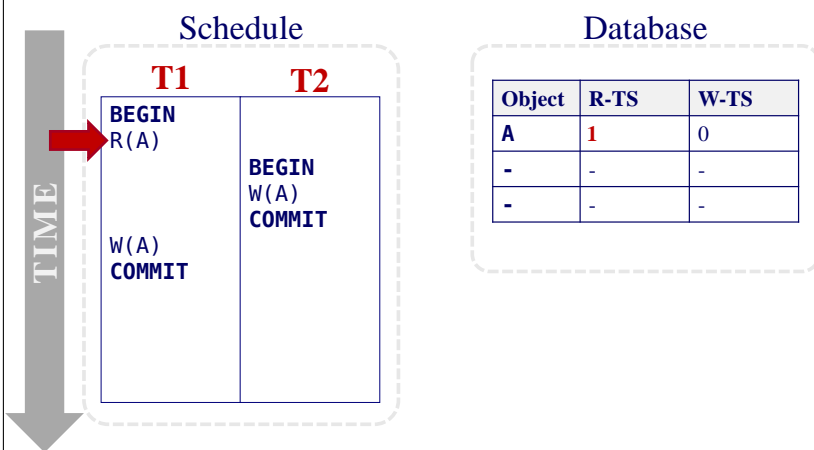 Schedule
Database
T1 T2
BEGIN
R(A)
BEGIN
W(A)
COMMIT
W(A)
COMMIT
TIME
Object R-TS W-TS
A 1 0
- - -
- - -